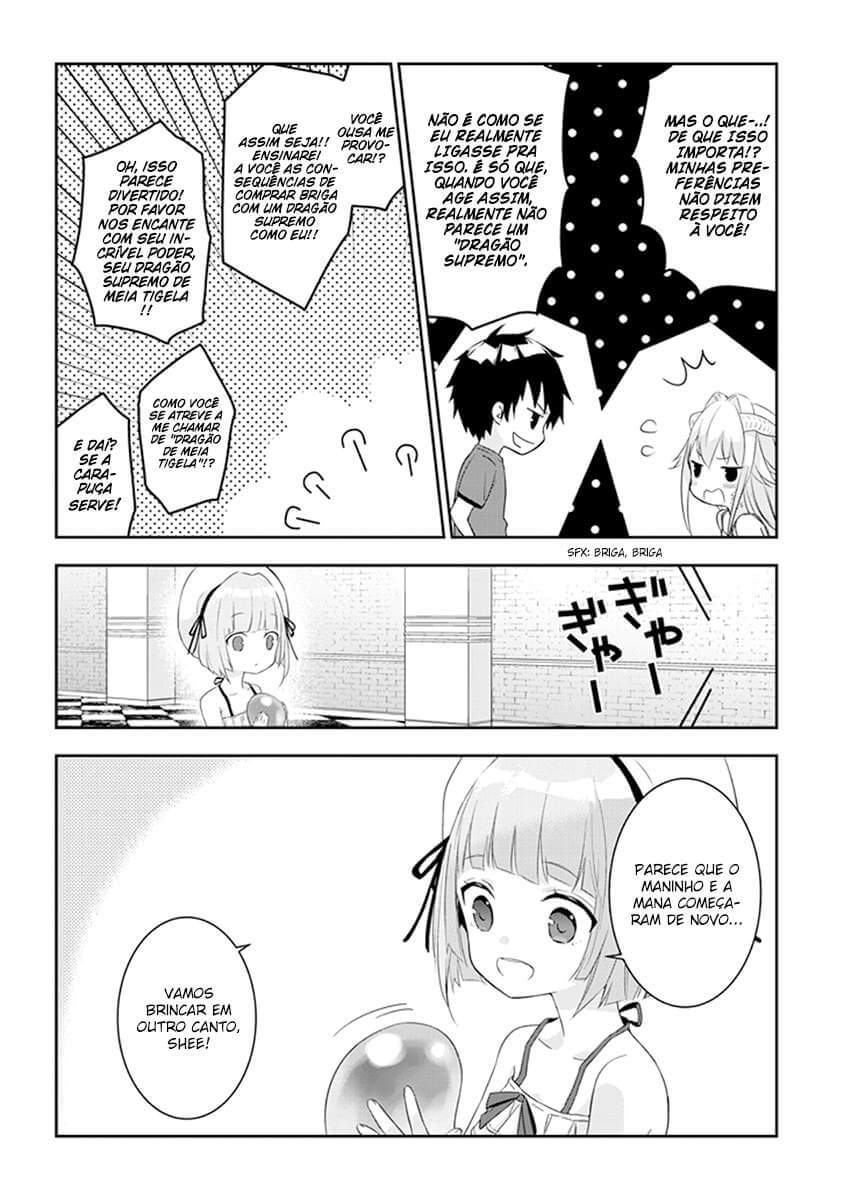 MAS O QUE-..!
DE QUE ISSO
IMPORTA!?
MINHAS PRE-
FERÊNCIAS
NÃO DIZEM
RESPEITO
À VOCÊ!
NÃO É COMO SE
EU REALMENTE
LIGASSE PRA
ISSO. É SÓ QUE,
QUANDO VOCÊ
AGE ASSIM,
REALMENTE NÃO
PARECE UM
"DRAGÃO
SUPREMO".
VOCÊ
OUSA ME
PROVO-
CAR!?
QUE
ASSIM SEJA!!
ENSINAREI
A VOCÊ AS CON-
SEQUÊNCIAS DE
COMPRAR BRIGA
COM UM DRAGÃO
SUPREMO
COMO EU!!
OH, ISSO
PARECE
DIVERTIDO!
POR FAVOR
NOS ENCANTE
COM SEU IN-
CRÍVEL PODER,
SEU DRAGÃO
SUPREMO DE
MEIA TIGELA
!!
COMO VOCÊ
SE ATREVE A
ME CHAMAR
DE "DRAGÃO
DE MEIA
TIGELA"!?
E DAÍ?
SE A
CARA-
PUÇA
SERVE!
SFX: BRIGA, BRIGA
ぎゃー
ぎゃー
PARECE QUE O
MANINHO E A
MANA COMEÇA-
RAM DE NOVO...
VAMOS
BRINCAR EM
OUTRO CANTO,
SHEE!